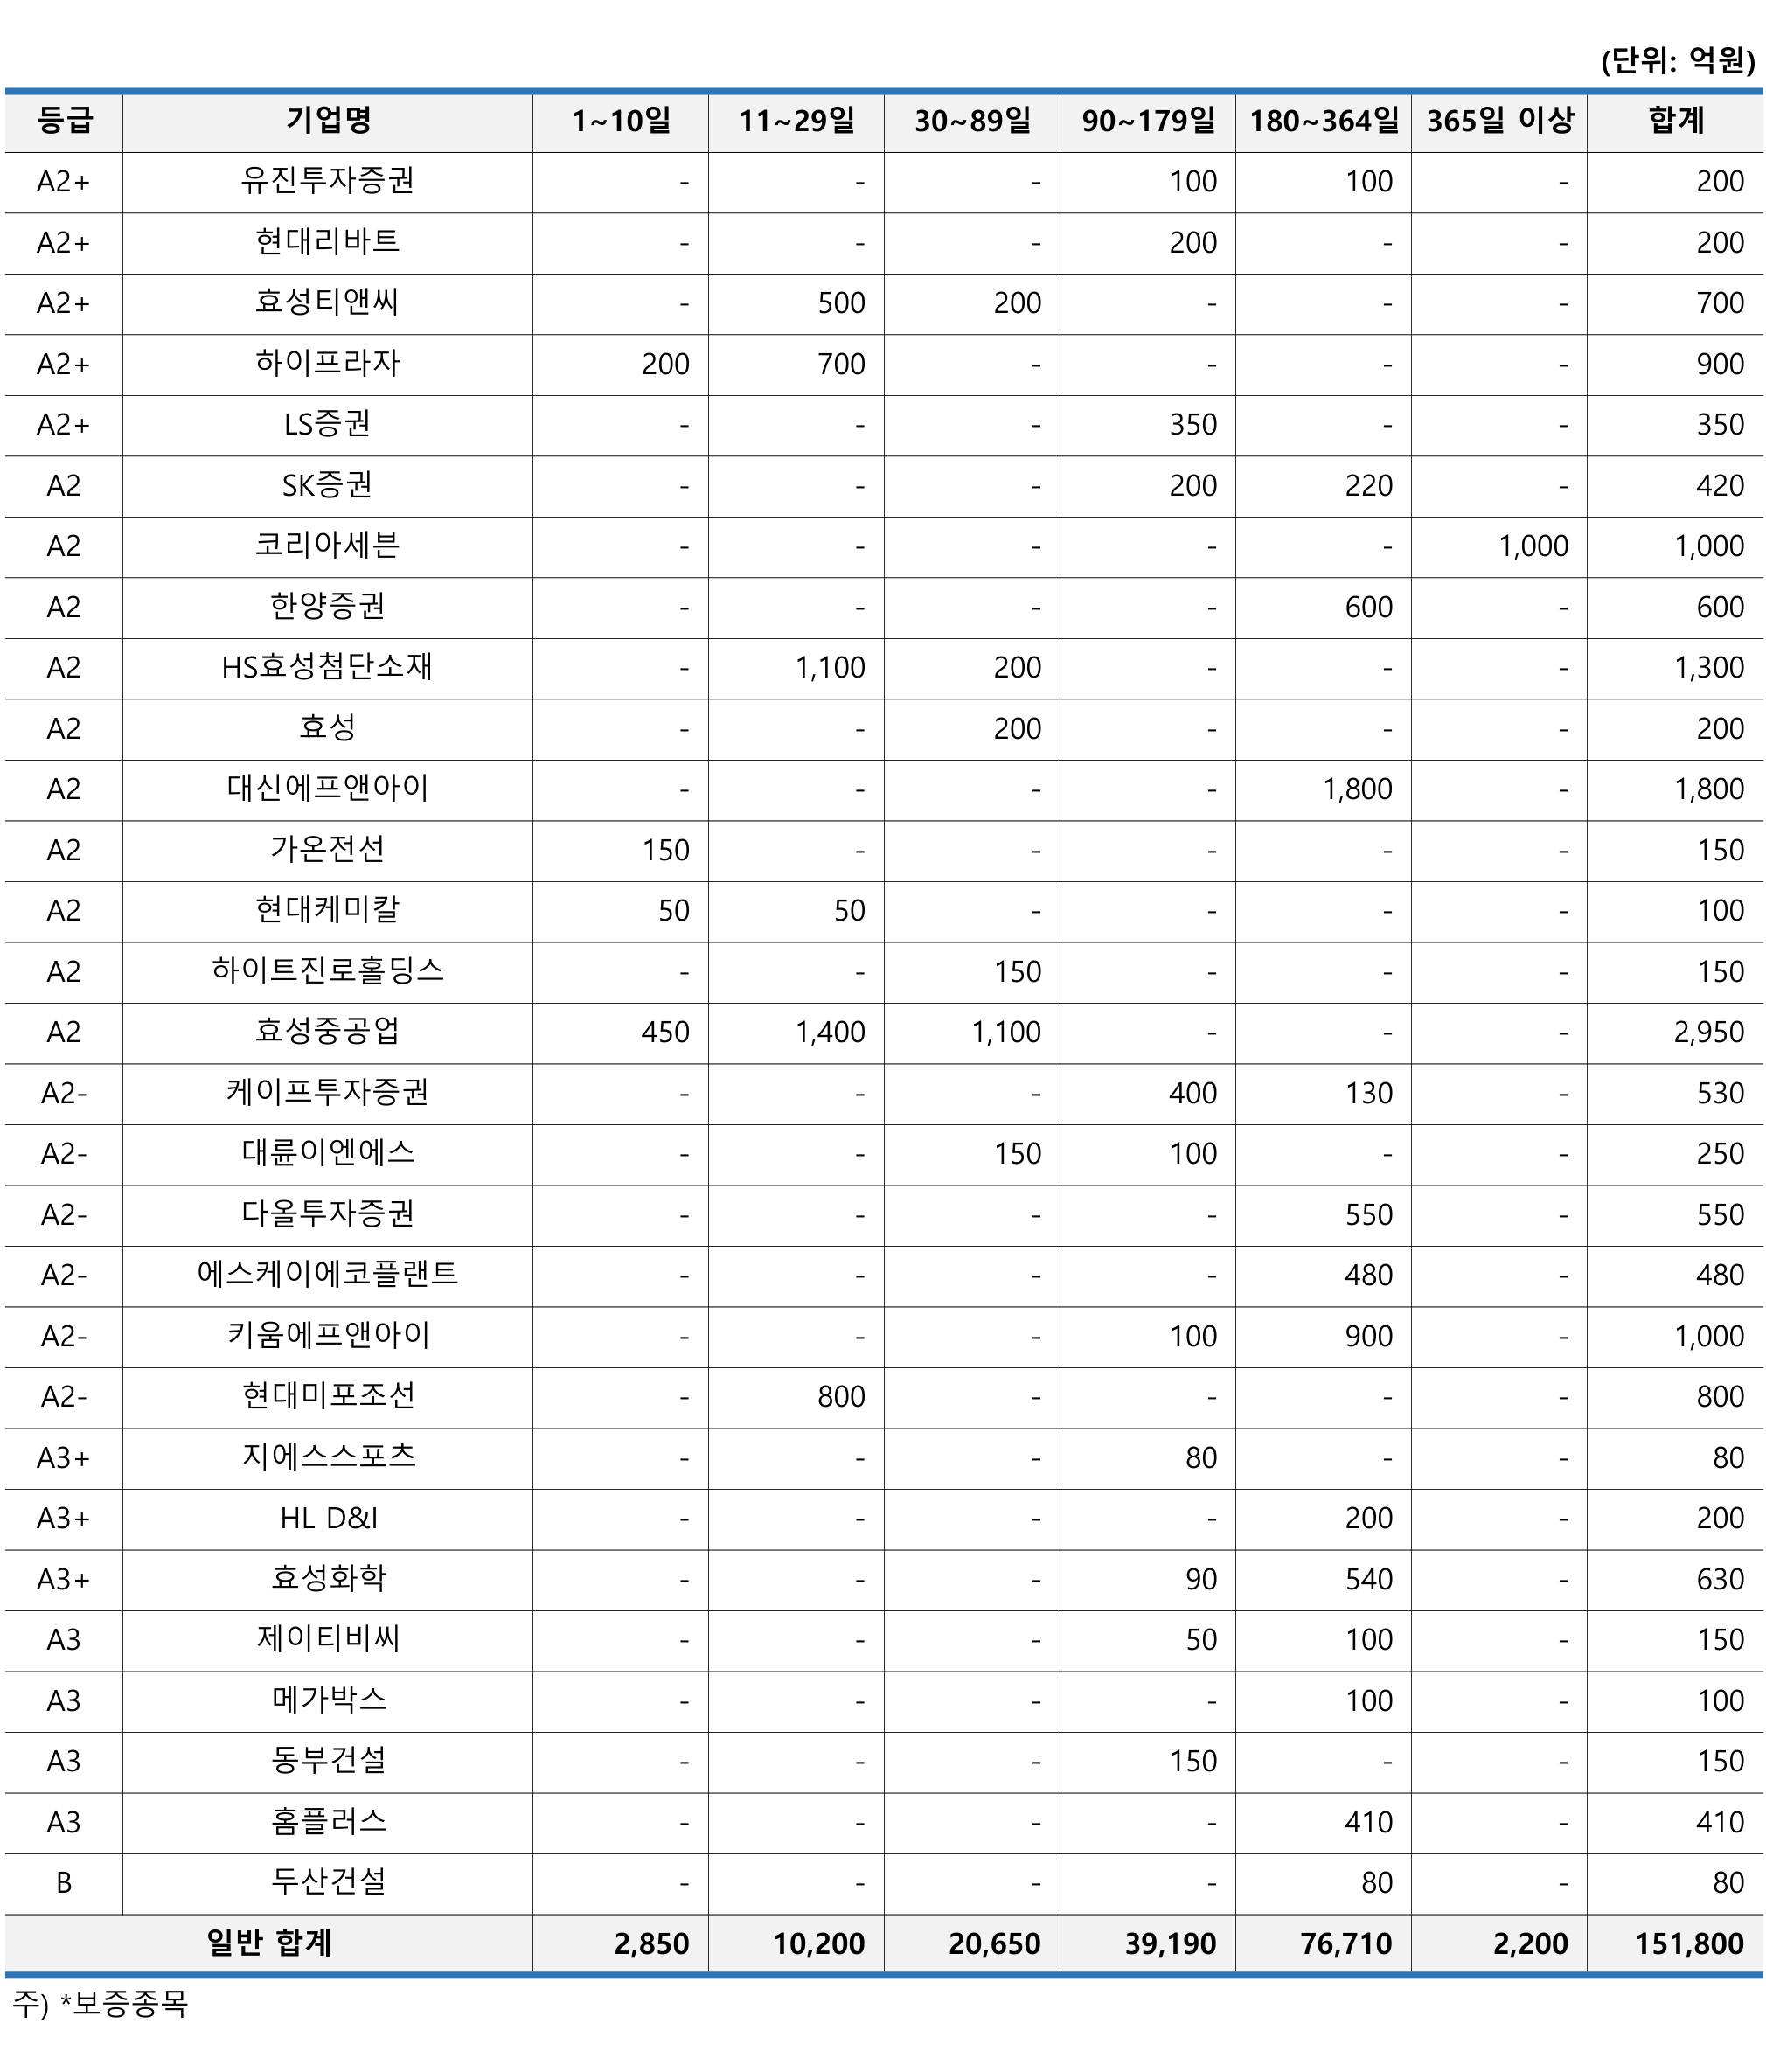 (단위: 억원)
등급 기업명 1~10일 11~29일 30~89일 90~179일 180~364일 365일 이상 합계
A2+ 유진투자증권 - - - 100 100 - 200
A2+ 현대리바트 - - - 200 - - 200
A2+ 효성티앤씨 - 500 200 - - - 700
A2+ 하이프라자 200 700 - - - - 900
A2+ LS증권 - - - 350 - - 350
A2 SK증권 - - - 200 220 - 420
A2 코리아세븐 - - - - - 1,000 1,000
A2 한양증권 - - - - 600 - 600
A2 HS효성첨단소재 - 1,100 200 - - - 1,300
A2 효성 - - 200 - - - 200
A2 대신에프앤아이 - - - - 1,800 - 1,800
A2 가온전선 150 - - - - - 150
A2 현대케미칼 50 50 - - - - 100
A2 하이트진로홀딩스 - - 150 - - - 150
A2 효성중공업 450 1,400 1,100 - - - 2,950
A2- 케이프투자증권 - - - 400 130 - 530
A2- 대륜이엔에스 - - 150 100 - - 250
A2- 다올투자증권 - - - - 550 - 550
A2- 에스케이에코플랜트 - - - - 480 - 480
A2- 키움에프앤아이 - - - 100 900 - 1,000
A2- 현대미포조선 - 800 - - - - 800
A3+ 지에스스포츠 - - - 80 - - 80
A3+ HL D&I - - - - 200 - 200
A3+ 효성화학 - - - 90 540 - 630
A3 제이티비씨 - - - 50 100 - 150
A3 메가박스 - - - - 100 - 100
A3 동부건설 - - - 150 - - 150
A3 홈플러스 - - - - 410 - 410
B 두산건설 - - - - 80 - 80
일반 합계 2,850 10,200 20,650 39,190 76,710 2,200 151,800
주) *보증종목